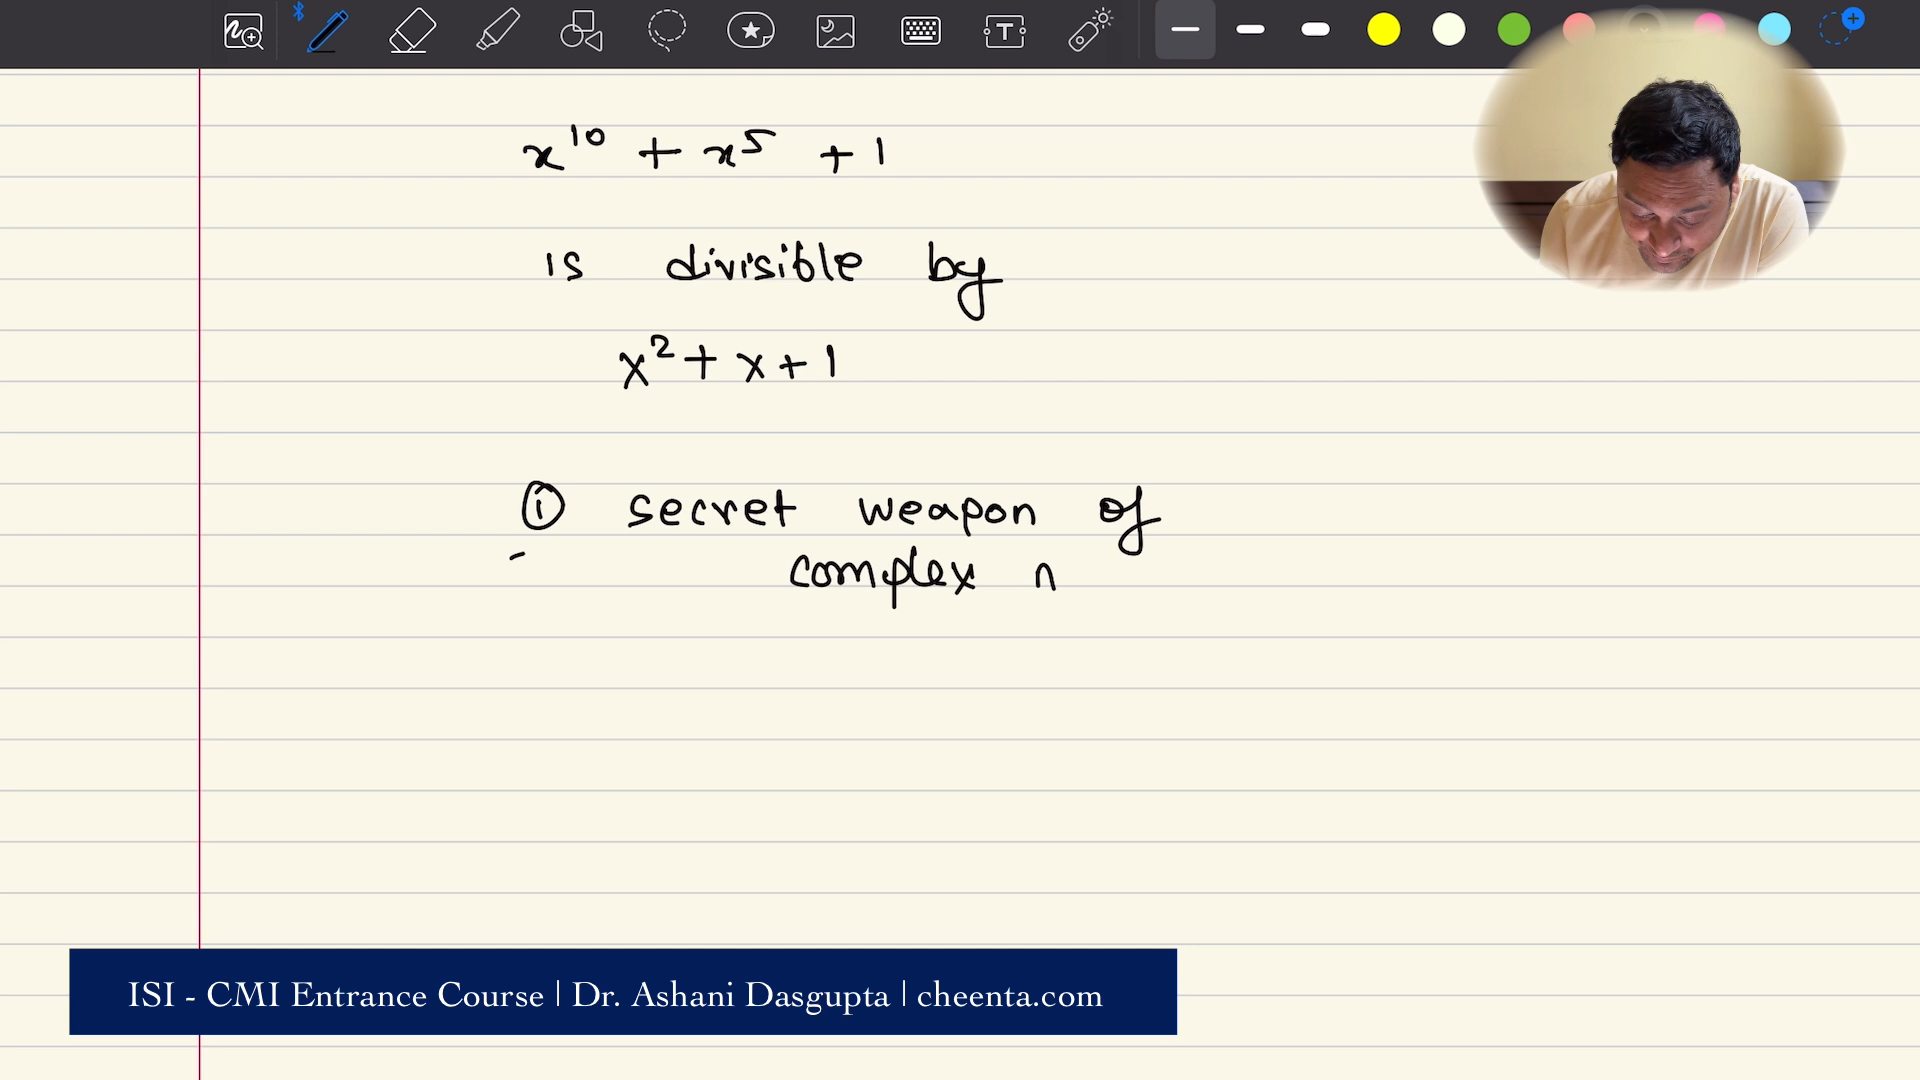 T
x¹⁰ + x⁵ + 1
is divisible by
x² + x + 1
① secret weapon of
complex n
ISI - CMI Entrance Course | Dr. Ashani Dasgupta | cheenta.com